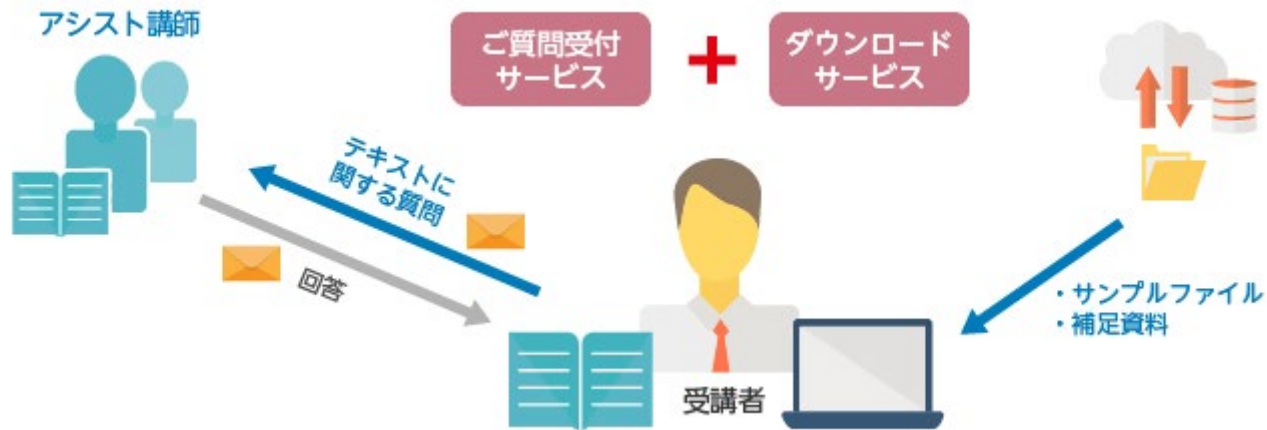 アシスト講師
ご質問受付
サービス
ダウンロード
サービス
テキストに
関する質問
回答
・サンプルファイル
・補足資料
受講者